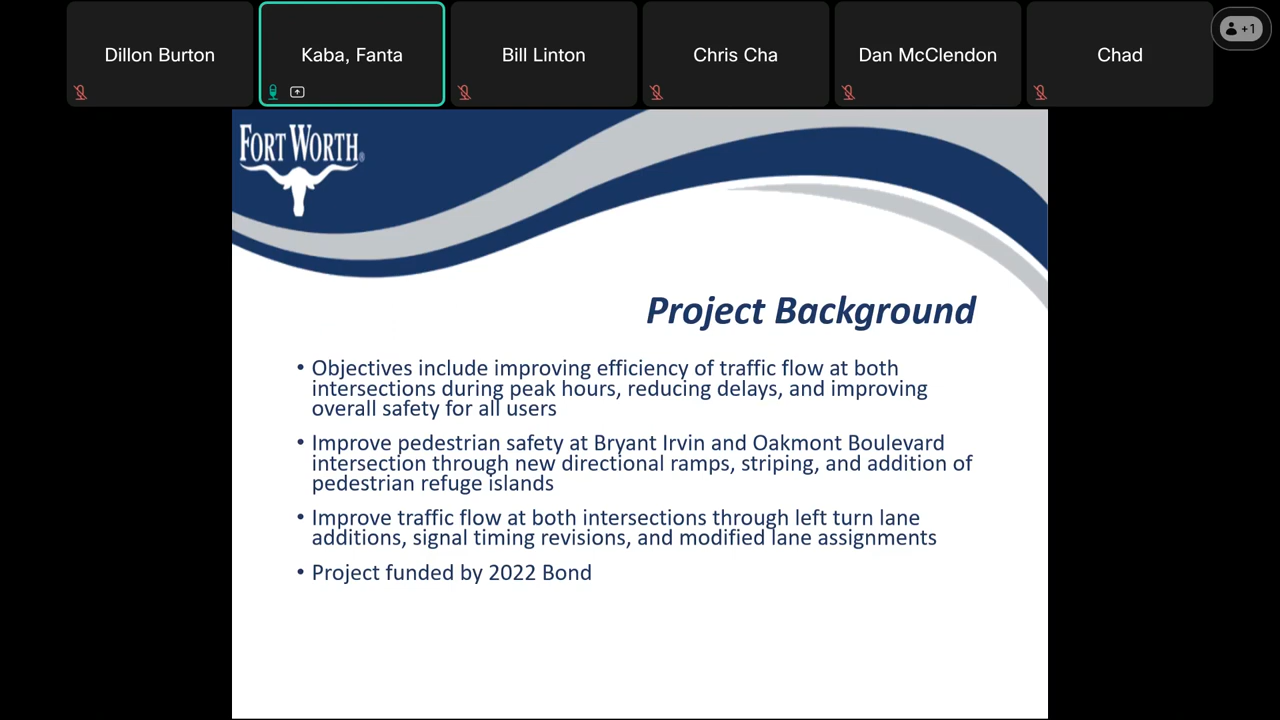 Dillon Burton
Kaba, Fanta
Bill Linton
Chris Cha
Dan McClendon
Chad
+1
FORT WORTH®
Project Background
• Objectives include improving efficiency of traffic flow at both
intersections during peak hours, reducing delays, and improving
overall safety for all users
• Improve pedestrian safety at Bryant Irvin and Oakmont Boulevard
intersection through new directional ramps, striping, and addition of
pedestrian refuge islands
• Improve traffic flow at both intersections through left turn lane
additions, signal timing revisions, and modified lane assignments
• Project funded by 2022 Bond